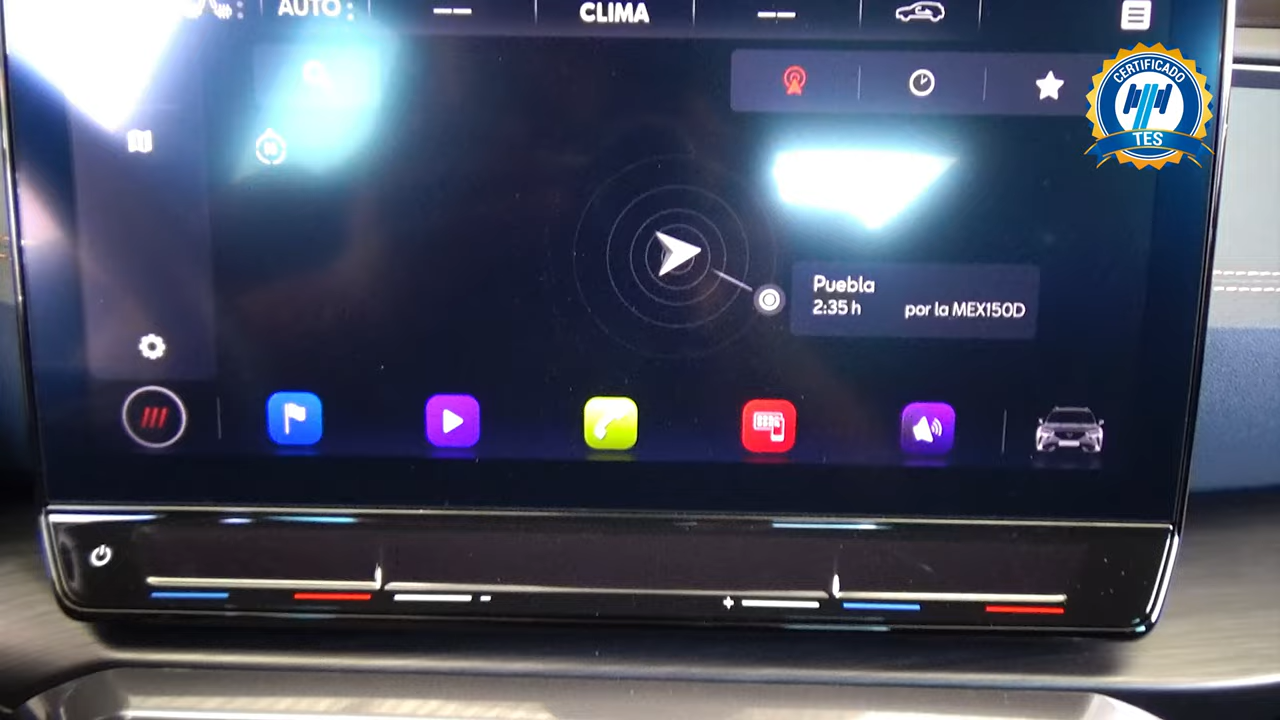 AUTO
CLIMA
CERTIFICADO
TES
Puebla
2:35 h
por la MEX150D